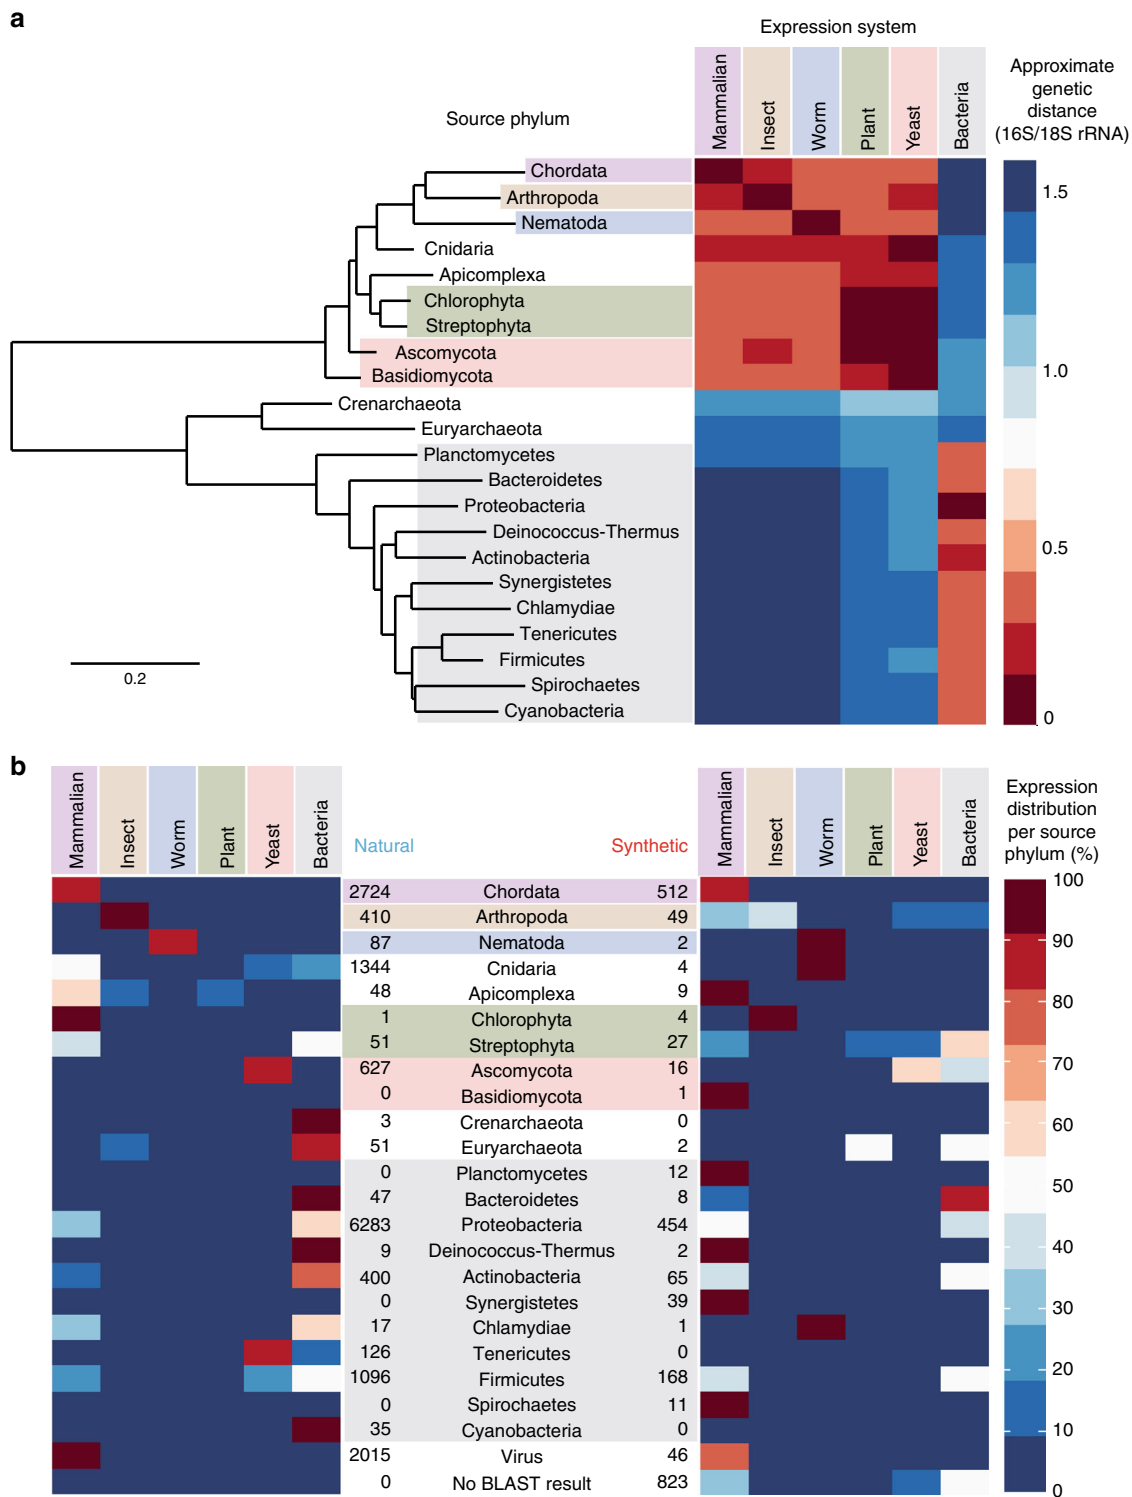 a
Expression system
Mammalian
Insect
Worm
Plant
Yeast
Bacteria
Approximate
genetic
distance
(16S/18S rRNA)
Source phylum
Chordata
Arthropoda
Nematoda
Cnidaria
Apicomplexa
Chlorophyta
Streptophyta
Ascomycota
Basidiomycota
Crenarchaeota
Euryarchaeota
Planctomycetes
Bacteroidetes
Proteobacteria
Deinococcus-Thermus
Actinobacteria
Synergistetes
Chlamydiae
Tenericutes
Firmicutes
Spirochaetes
Cyanobacteria
0.2
1.5
1.0
0.5
0
b
Mammalian
Insect
Worm
Plant
Yeast
Bacteria
Natural
Synthetic
Mammalian
Insect
Worm
Plant
Yeast
Bacteria
Expression
distribution
per source
phylum (%)
2724 Chordata 512
410 Arthropoda 49
87 Nematoda 2
1344 Cnidaria 4
48 Apicomplexa 9
1 Chlorophyta 4
51 Streptophyta 27
627 Ascomycota 16
0 Basidiomycota 1
3 Crenarchaeota 0
51 Euryarchaeota 2
0 Planctomycetes 12
47 Bacteroidetes 8
6283 Proteobacteria 454
9 Deinococcus-Thermus 2
400 Actinobacteria 65
0 Synergistetes 39
17 Chlamydiae 1
126 Tenericutes 0
1096 Firmicutes 168
0 Spirochaetes 11
35 Cyanobacteria 0
2015 Virus 46
0 No BLAST result 823
100
90
80
70
60
50
40
30
20
10
0